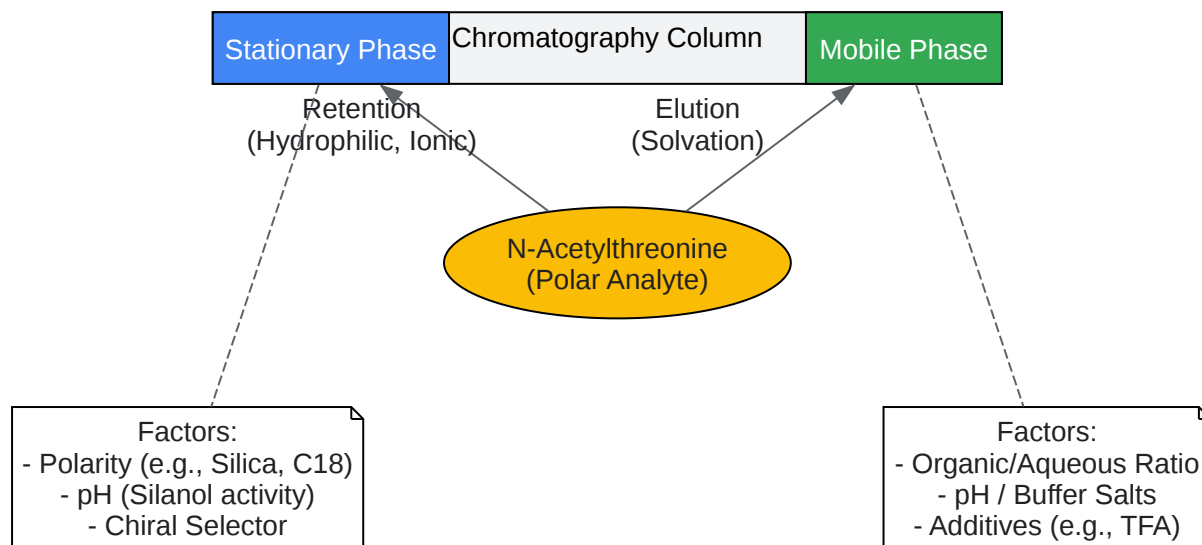 Stationary Phase
Chromatography Column
Mobile Phase
Retention
(Hydrophilic, Ionic)
Elution
(Solvation)
N-Acetylthreonine
(Polar Analyte)
Factors:
- Polarity (e.g., Silica, C18)
- pH (Silanol activity)
- Chiral Selector
Factors:
- Organic/Aqueous Ratio
- pH / Buffer Salts
- Additives (e.g., TFA)